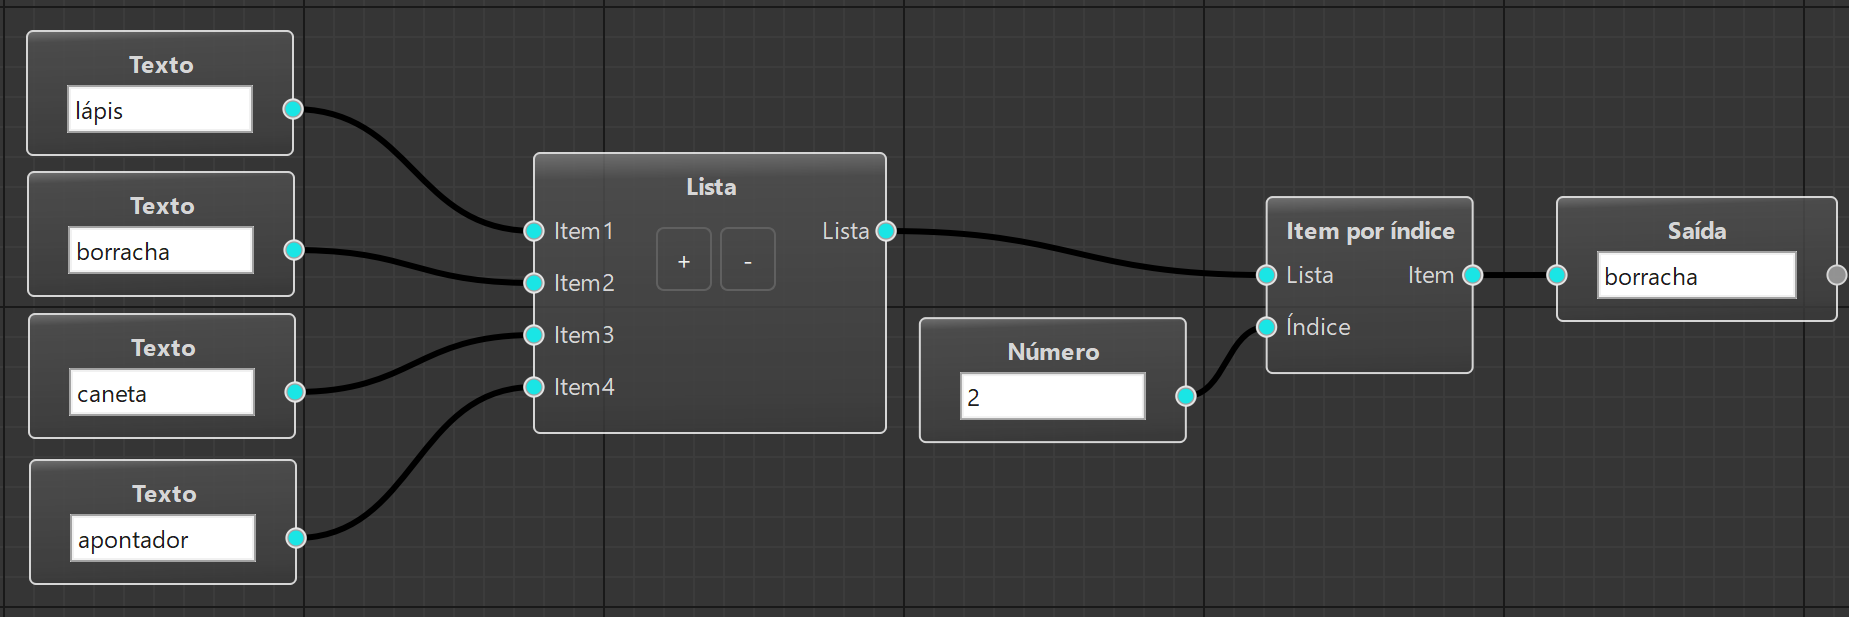 Texto
lápis
Texto
borracha
Texto
caneta
Texto
apontador
Lista
Item1
Item2
Item3
Item4
+ -
Lista
Número
2
Item por índice
Lista Item
Índice
Saída
borracha